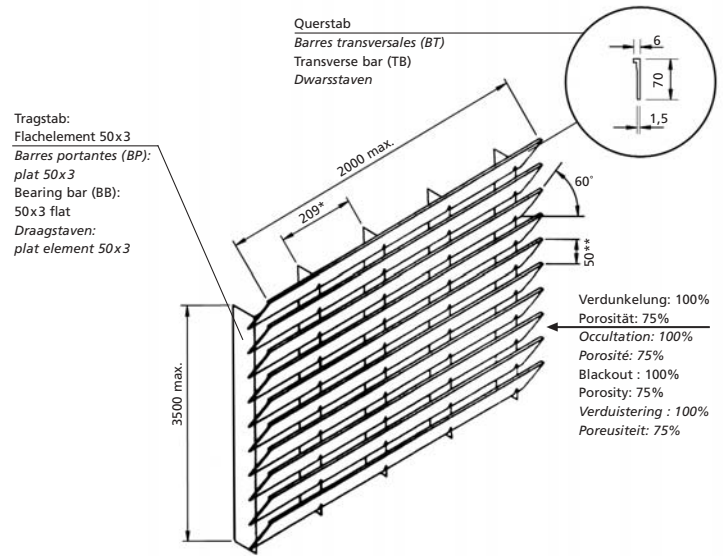 Querstab
Barres transversales (BT)
Transverse bar (TB)
Dwarsstaven
6
70
1,5
Tragstab:
Flachelement 50x3
Barres portantes (BP):
plat 50x3
Bearing bar (BB):
50x3 flat
Draagstaven:
plat element 50x3
2000 max.
209*
60°
50**
3500 max.
Verdunkelung: 100%
Porosität: 75%
Occultation: 100%
Porosité: 75%
Blackout : 100%
Porosity: 75%
Verduistering : 100%
Poreusiteit: 75%